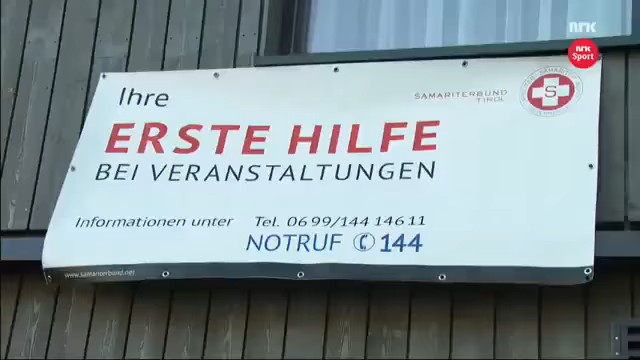 nrk
nrk
Sport
Ihre
SAMARITERBUND
TIROL
S
ERSTE HILFE
BEI VERANSTALTUNGEN
Informationen unter Tel. 0699/144 146 11
NOTRUF ✆ 144
www.samariterbund.net